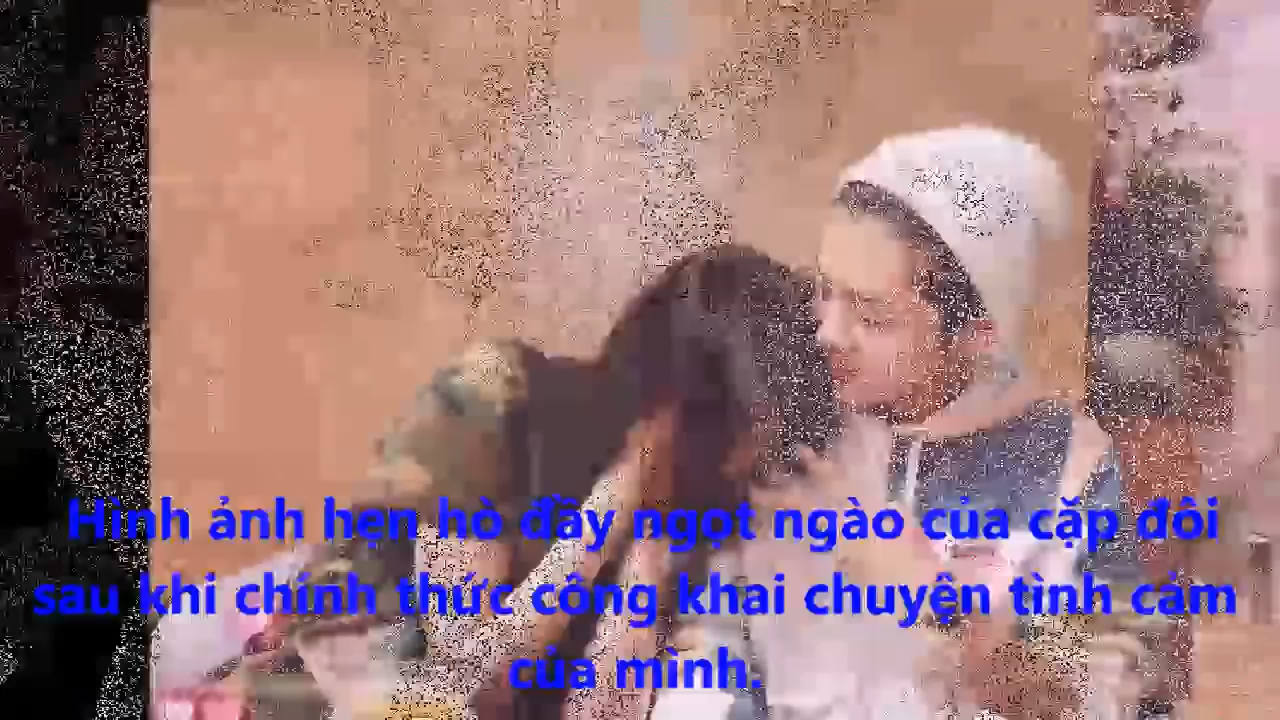 Hình ảnh hẹn hò đầy ngọt ngào của cặp đôi
sau khi chính thức công khai chuyện tình cảm
của mình.